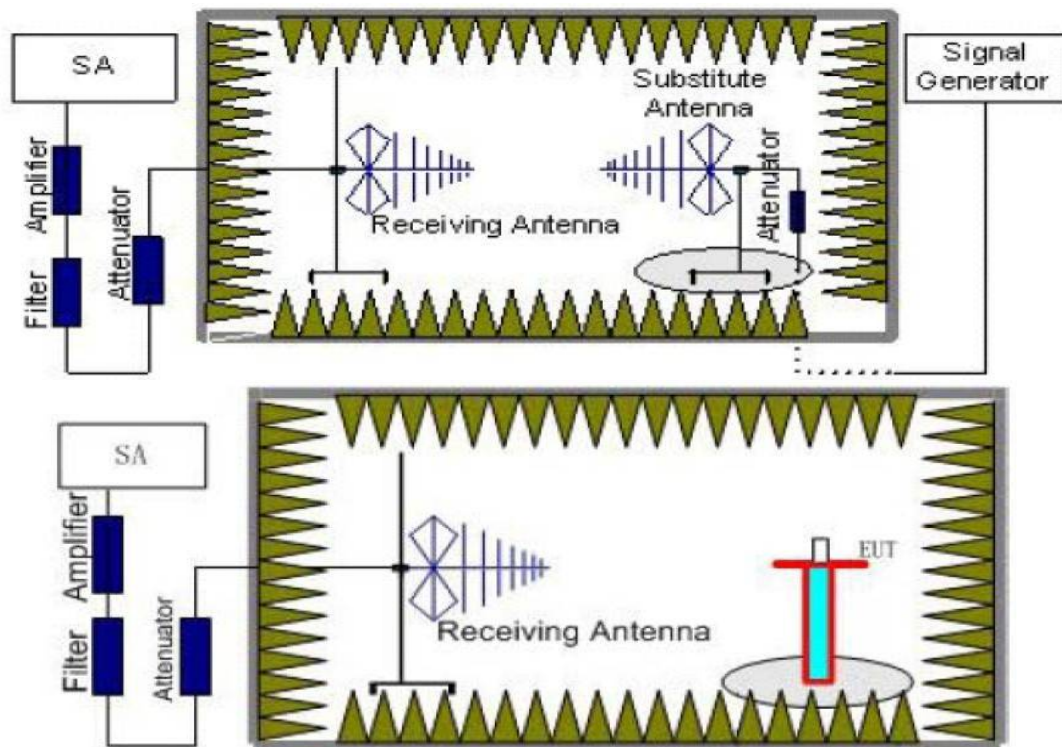 SA
Signal
Generator
Substitute
Antenna
Amplifier
Attenuator
Filter
Receiving Antenna
Attenuator
SA
Amplifier
EUT
Filter
Attenuator
Receiving Antenna